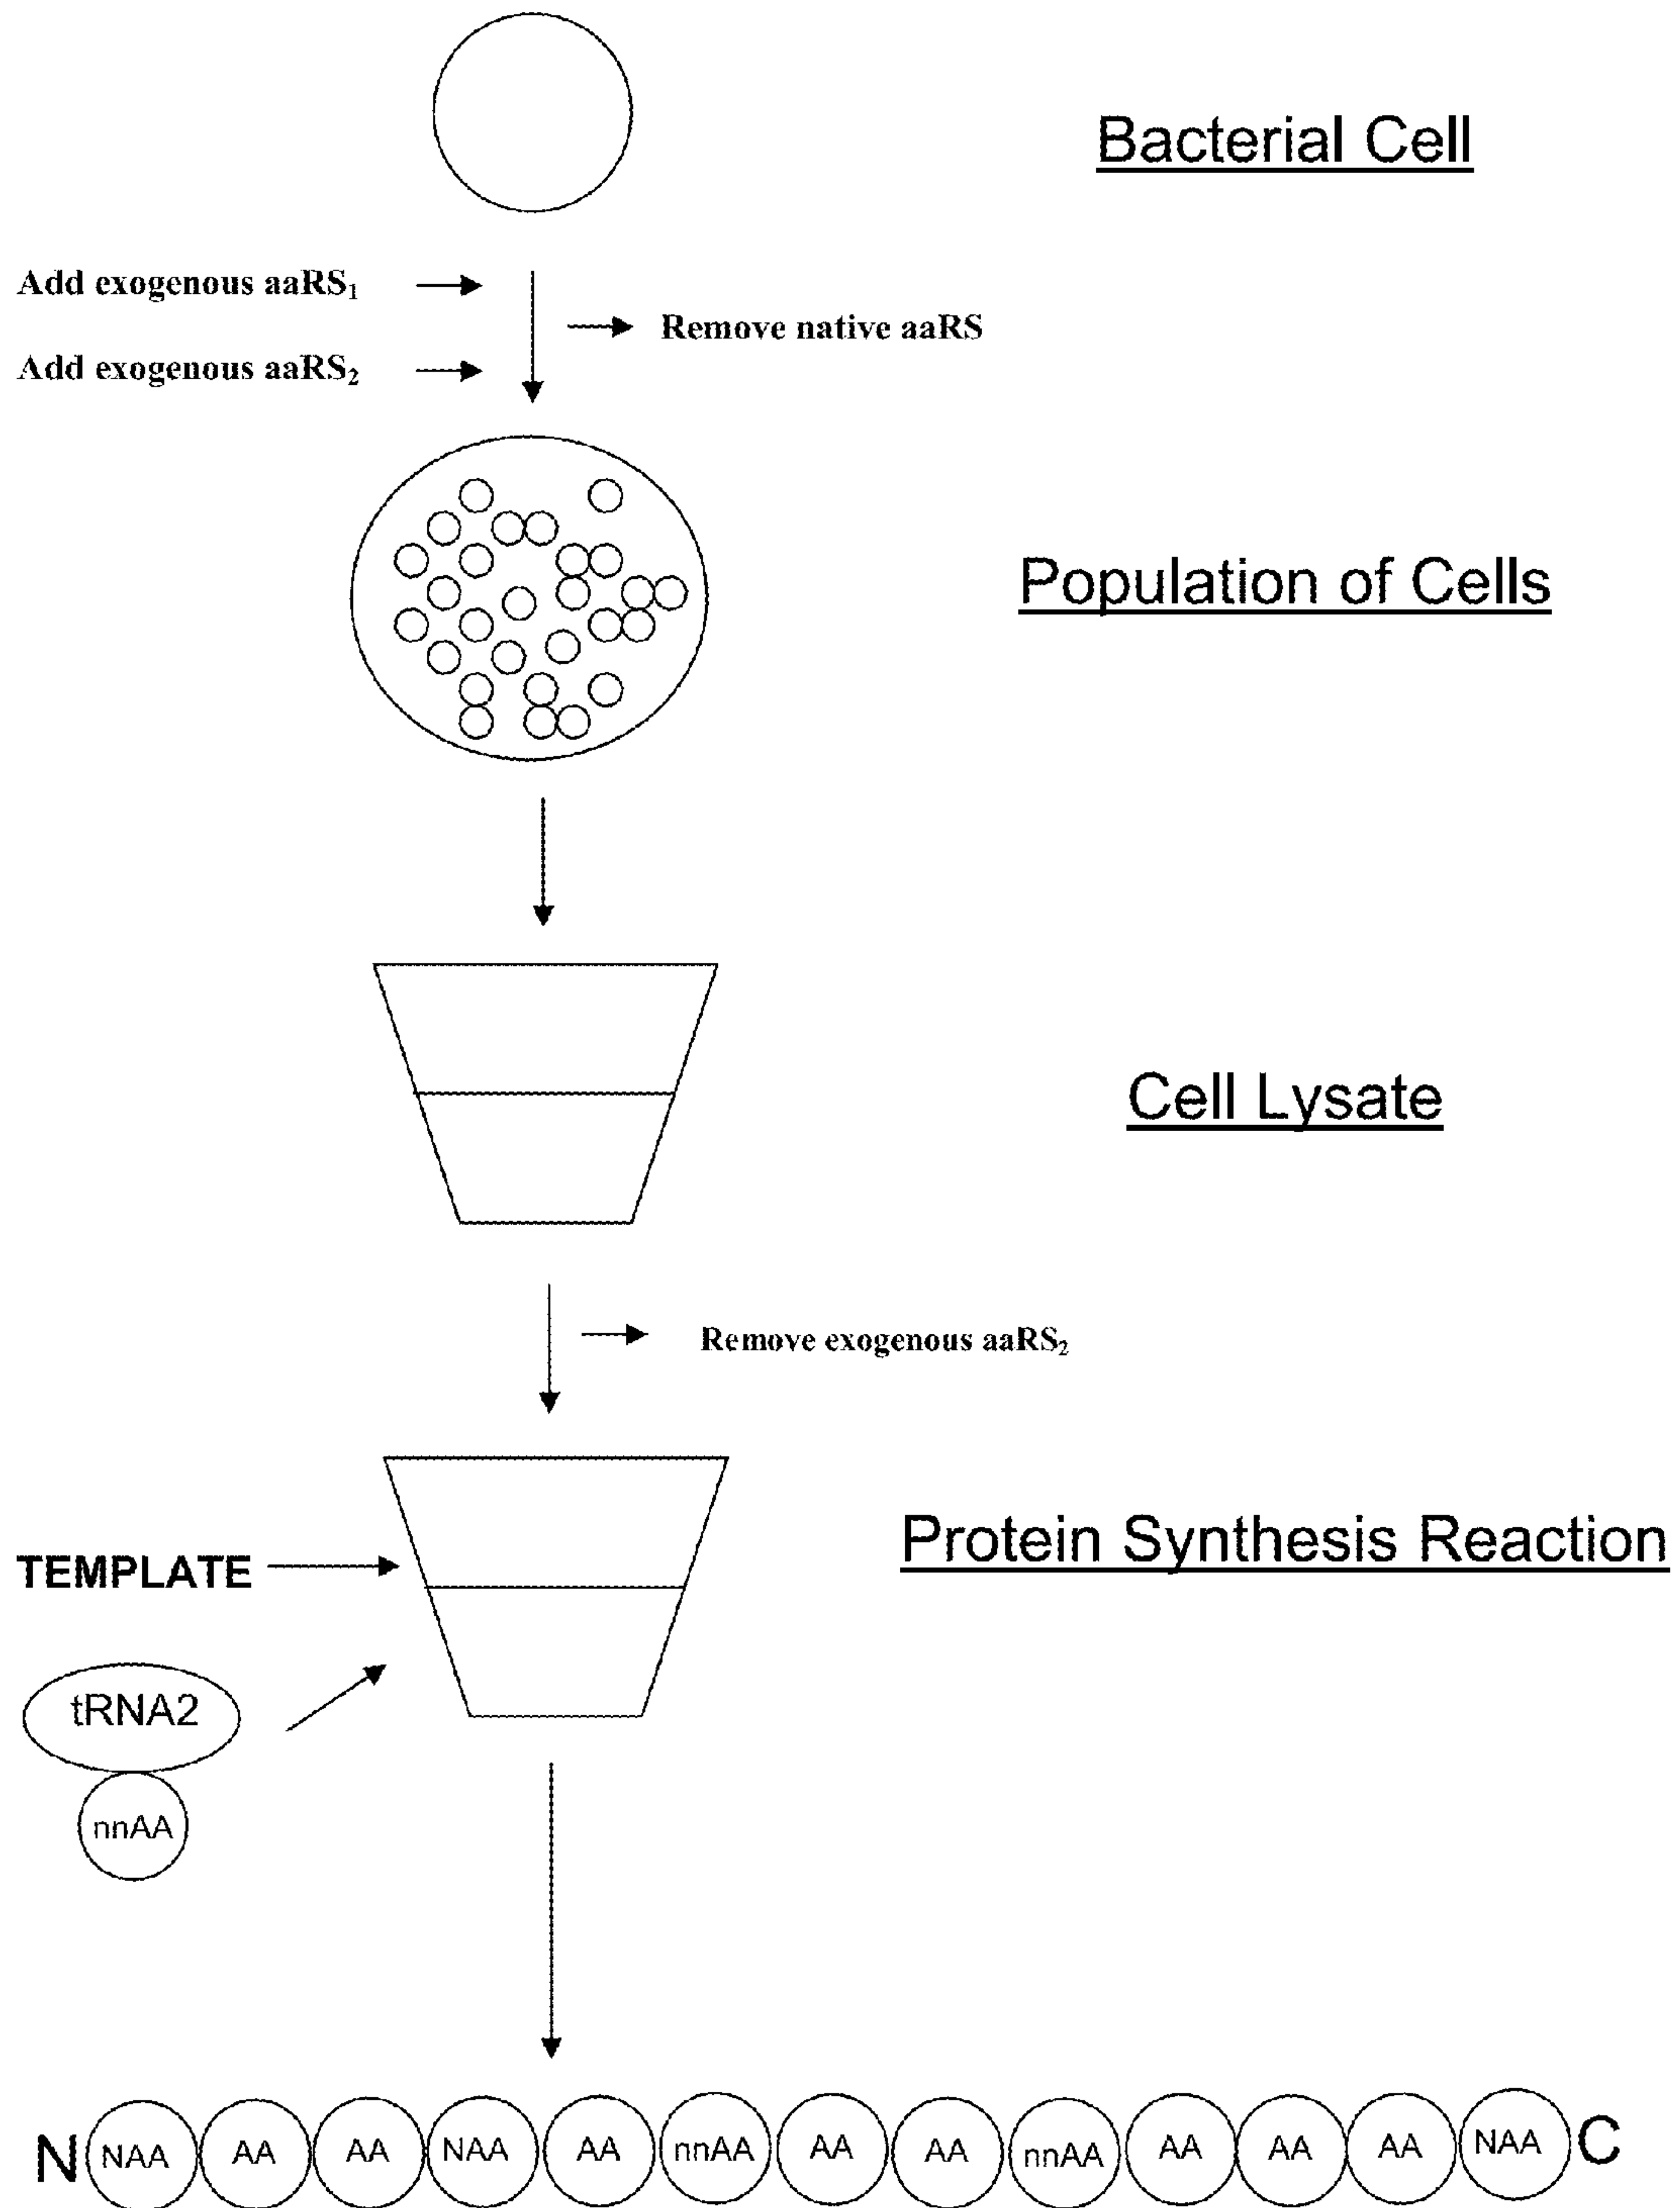 Bacterial Cell
Add exogenous aaRS₁
Remove native aaRS
Add exogenous aaRS₂
Population of Cells
Cell Lysate
Remove exogenous aaRS₂
Protein Synthesis Reaction
TEMPLATE
tRNA2
nnAA
N NAA AA AA NAA AA nnAA AA AA nnAA AA AA AA NAA C